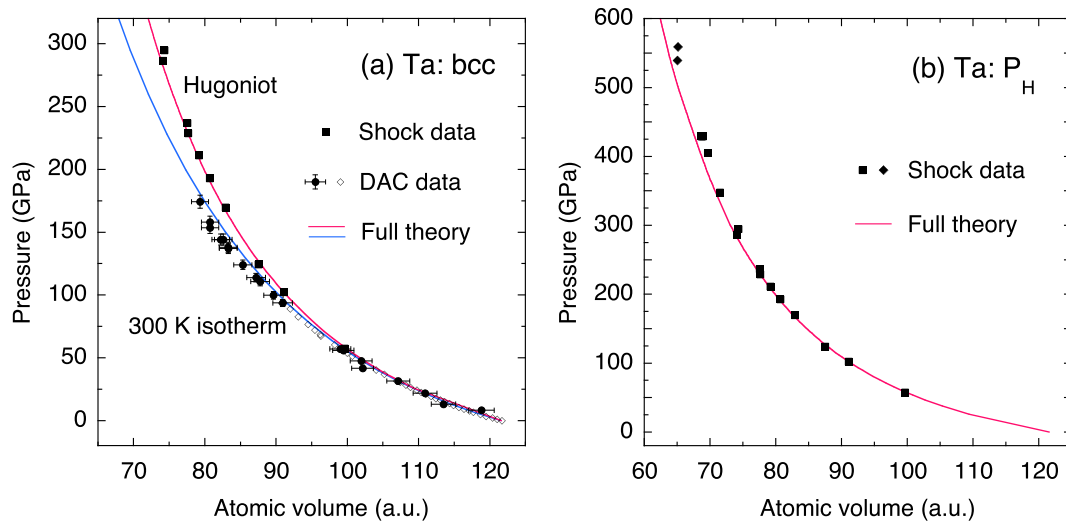 (a) Ta: bcc
Hugoniot
Shock data
DAC data
Full theory
300 K isotherm
Pressure (GPa)
300
250
200
150
100
50
0
70 80 90 100 110 120
Atomic volume (a.u.)
(b) Ta: P_H
Shock data
Full theory
Pressure (GPa)
600
500
400
300
200
100
0
60 70 80 90 100 110 120
Atomic volume (a.u.)